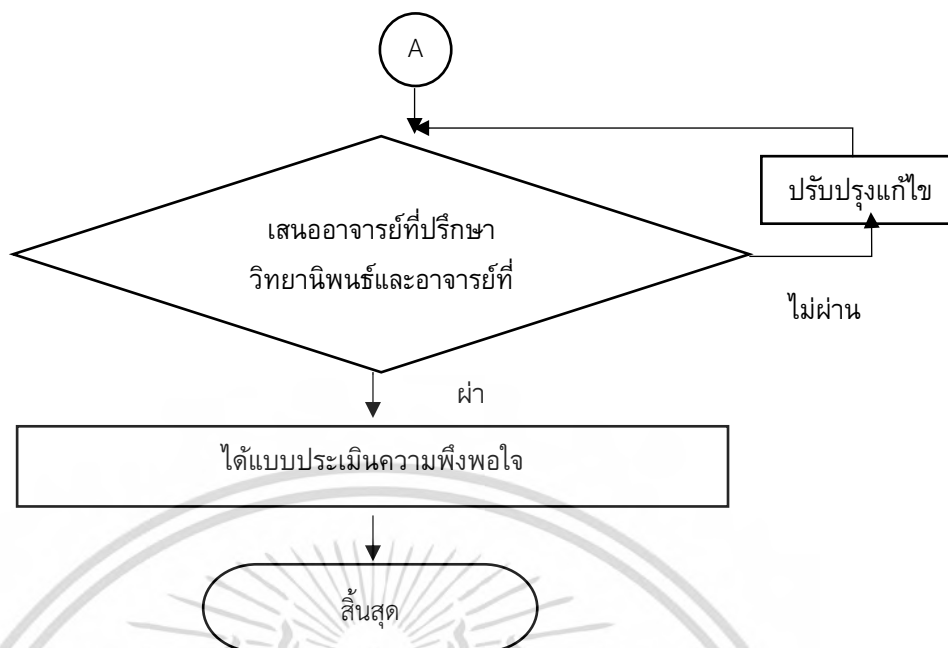 A
ปรับปรุงแก้ไข
เสนออาจารย์ที่ปรึกษา
วิทยานิพนธ์และอาจารย์ที่
ไม่ผ่าน
ผ่า
ได้แบบประเมินความพึงพอใจ
สิ้นสุด